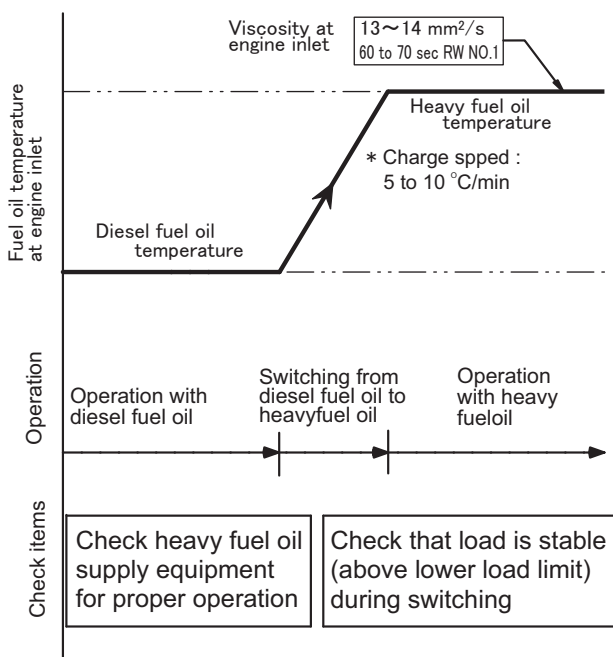 Viscosity at
engine inlet
13～14 mm²/s
60 to 70 sec RW NO.1
Fuel oil temperature
at engine inlet
Heavy fuel oil
temperature
* Charge spped :
5 to 10 °C/min
Diesel fuel oil
temperature
Operation
Operation with
diesel fuel oil
Switching from
diesel fuel oil to
heavyfuel oil
Operation
with heavy
fueloil
Check items
Check heavy fuel oil
supply equipment
for proper operation
Check that load is stable
(above lower load limit)
during switching